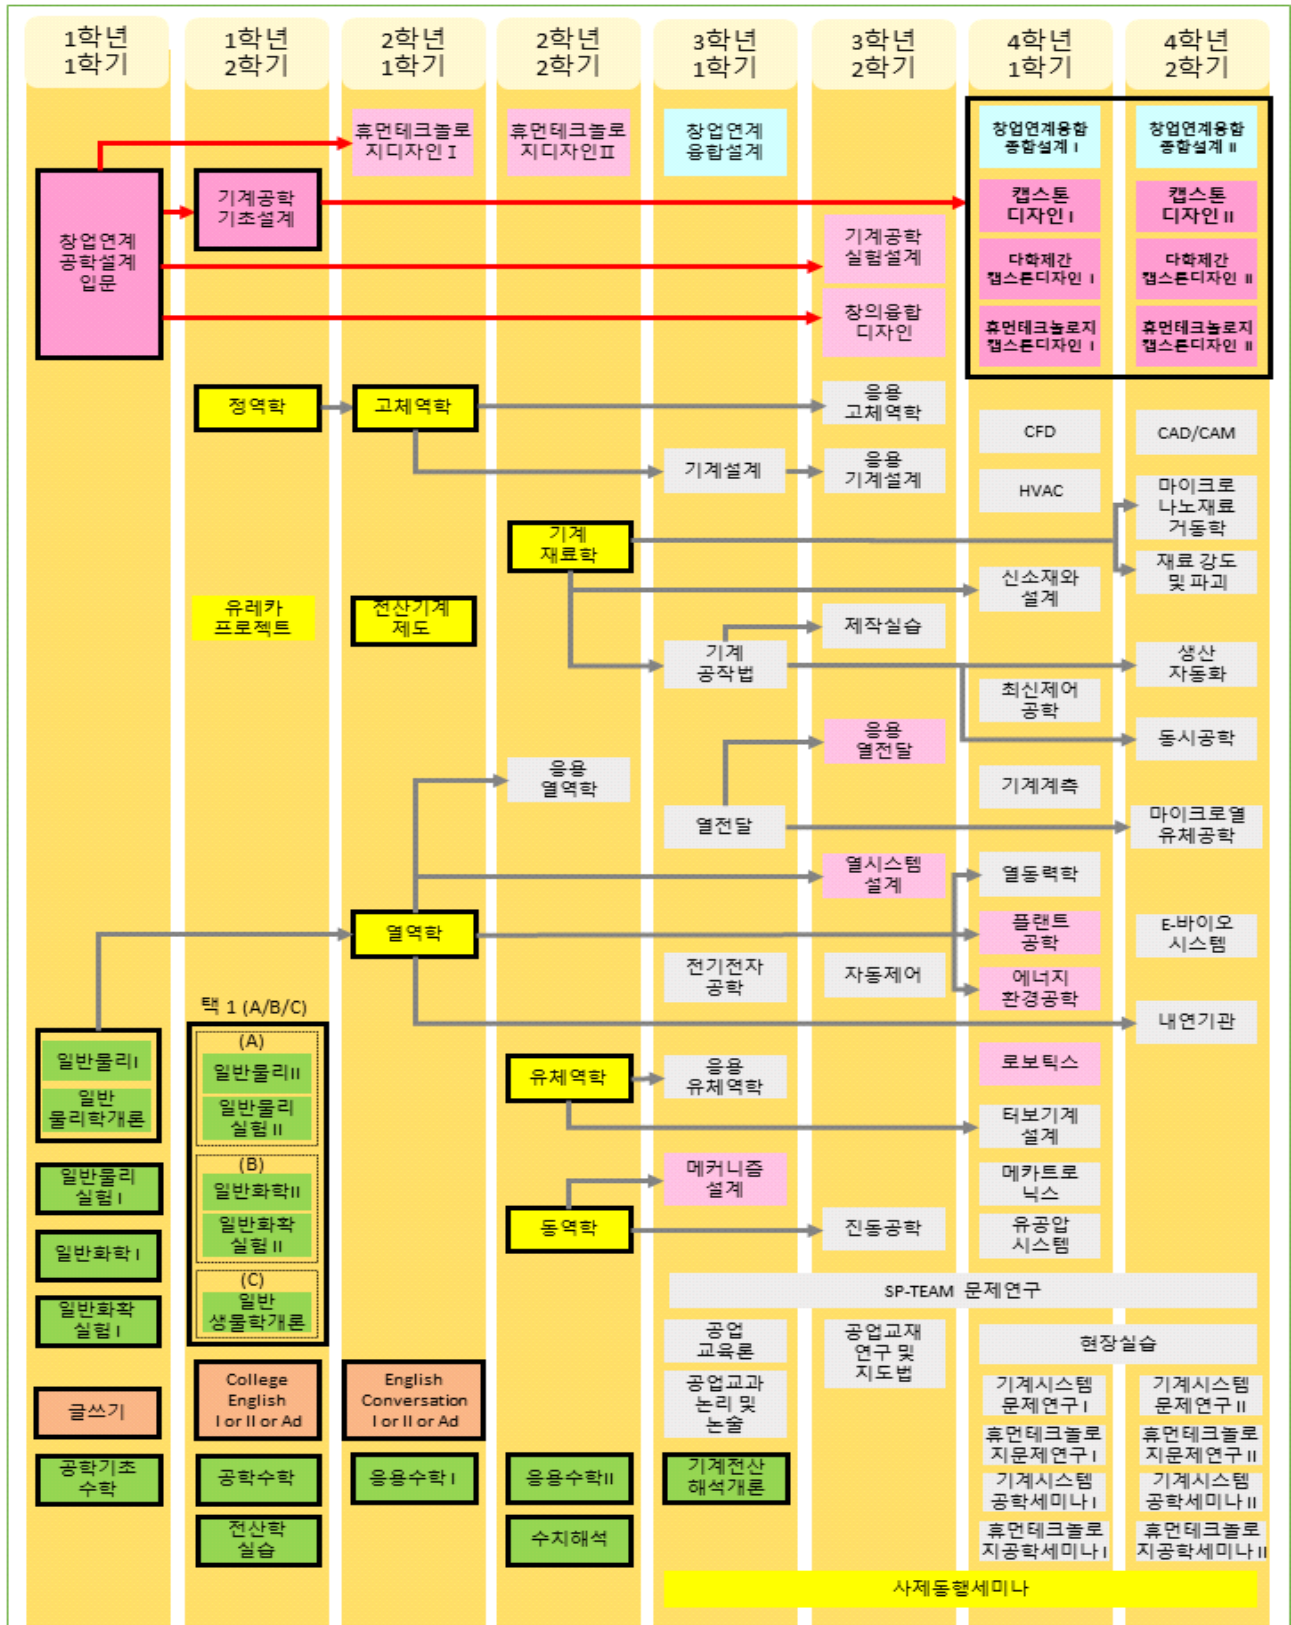 1학년
1학기
1학년
2학기
2학년
1학기
2학년
2학기
3학년
1학기
3학년
2학기
4학년
1학기
4학년
2학기
창업연계
공학설계
입문
일반물리 I
일반
물리학개론
일반물리
실험 I
일반화학 I
일반화확
실험 I
글쓰기
공학기초
수학
기계공학
기초설계
정역학
유레카
프로젝트
택 1 (A/B/C)
(A)
일반물리 II
일반물리
실험 II
(B)
일반화학 II
일반화확
실험 II
(C)
일반
생물학개론
College
English
I or II or Ad
공학수학
전산학
실습
휴먼테크놀로
지디자인 I
고체역학
전산기계
제도
열역학
English
Conversation
I or II or Ad
응용수학 I
휴먼테크놀로
지디자인 II
기계
재료학
응용
열역학
유체역학
동역학
응용수학 II
수치해석
창업연계
융합설계
기계설계
기계
공작법
열전달
전기전자
공학
응용
유체역학
메커니즘
설계
SP-TEAM 문제연구
공업
교육론
공업교과
논리 및
논술
기계전산
해석개론
사제동행세미나
기계공학
실험설계
창의융합
디자인
응용
고체역학
응용
기계설계
제작실습
응용
열전달
열시스템
설계
자동제어
진동공학
공업교재
연구 및
지도법
창업연계융합
종합설계 I
캡스톤
디자인 I
다학제간
캡스톤디자인 I
휴먼테크놀로지
캡스톤디자인 I
CFD
HVAC
신소재와
설계
최신제어
공학
기계계측
열동력학
플랜트
공학
에너지
환경공학
로보틱스
터보기계
설계
메카트로
닉스
유공압
시스템
현장실습
기계시스템
문제연구 I
휴먼테크놀로
지문제연구 I
기계시스템
공학세미나 I
휴먼테크놀로
지공학세미나 I
창업연계융합
종합설계 II
캡스톤
디자인 II
다학제간
캡스톤디자인 II
휴먼테크놀로지
캡스톤디자인 II
CAD/CAM
마이크로
나노재료
거동학
재료 강도
및 파괴
생산
자동화
동시공학
마이크로열
유체공학
E-바이오
시스템
내연기관
기계시스템
문제연구 II
휴먼테크놀로
지문제연구 II
기계시스템
공학세미나 II
휴먼테크놀로
지공학세미나 II